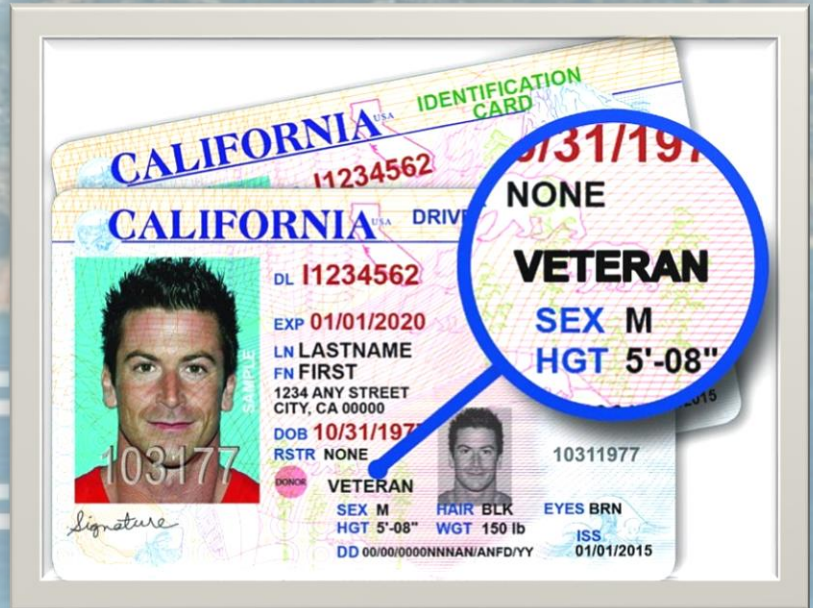 IDENTIFICATION
CARD
CALIFORNIA USA
I1234562
CALIFORNIA USA
DL I1234562
EXP 01/01/2020
LN LASTNAME
FN FIRST
1234 ANY STREET
CITY, CA 00000
DOB 10/31/197
RSTR NONE
DONOR
VETERAN
SEX M HAIR BLK EYES BRN
HGT 5'-08" WGT 150 lb
ISS
DD 00/00/0000NNNAN/ANFD/YY 01/01/2015
SAMPLE
103177
10311977
Signature
/31/197
NONE
VETERAN
SEX M
HGT 5'-08"